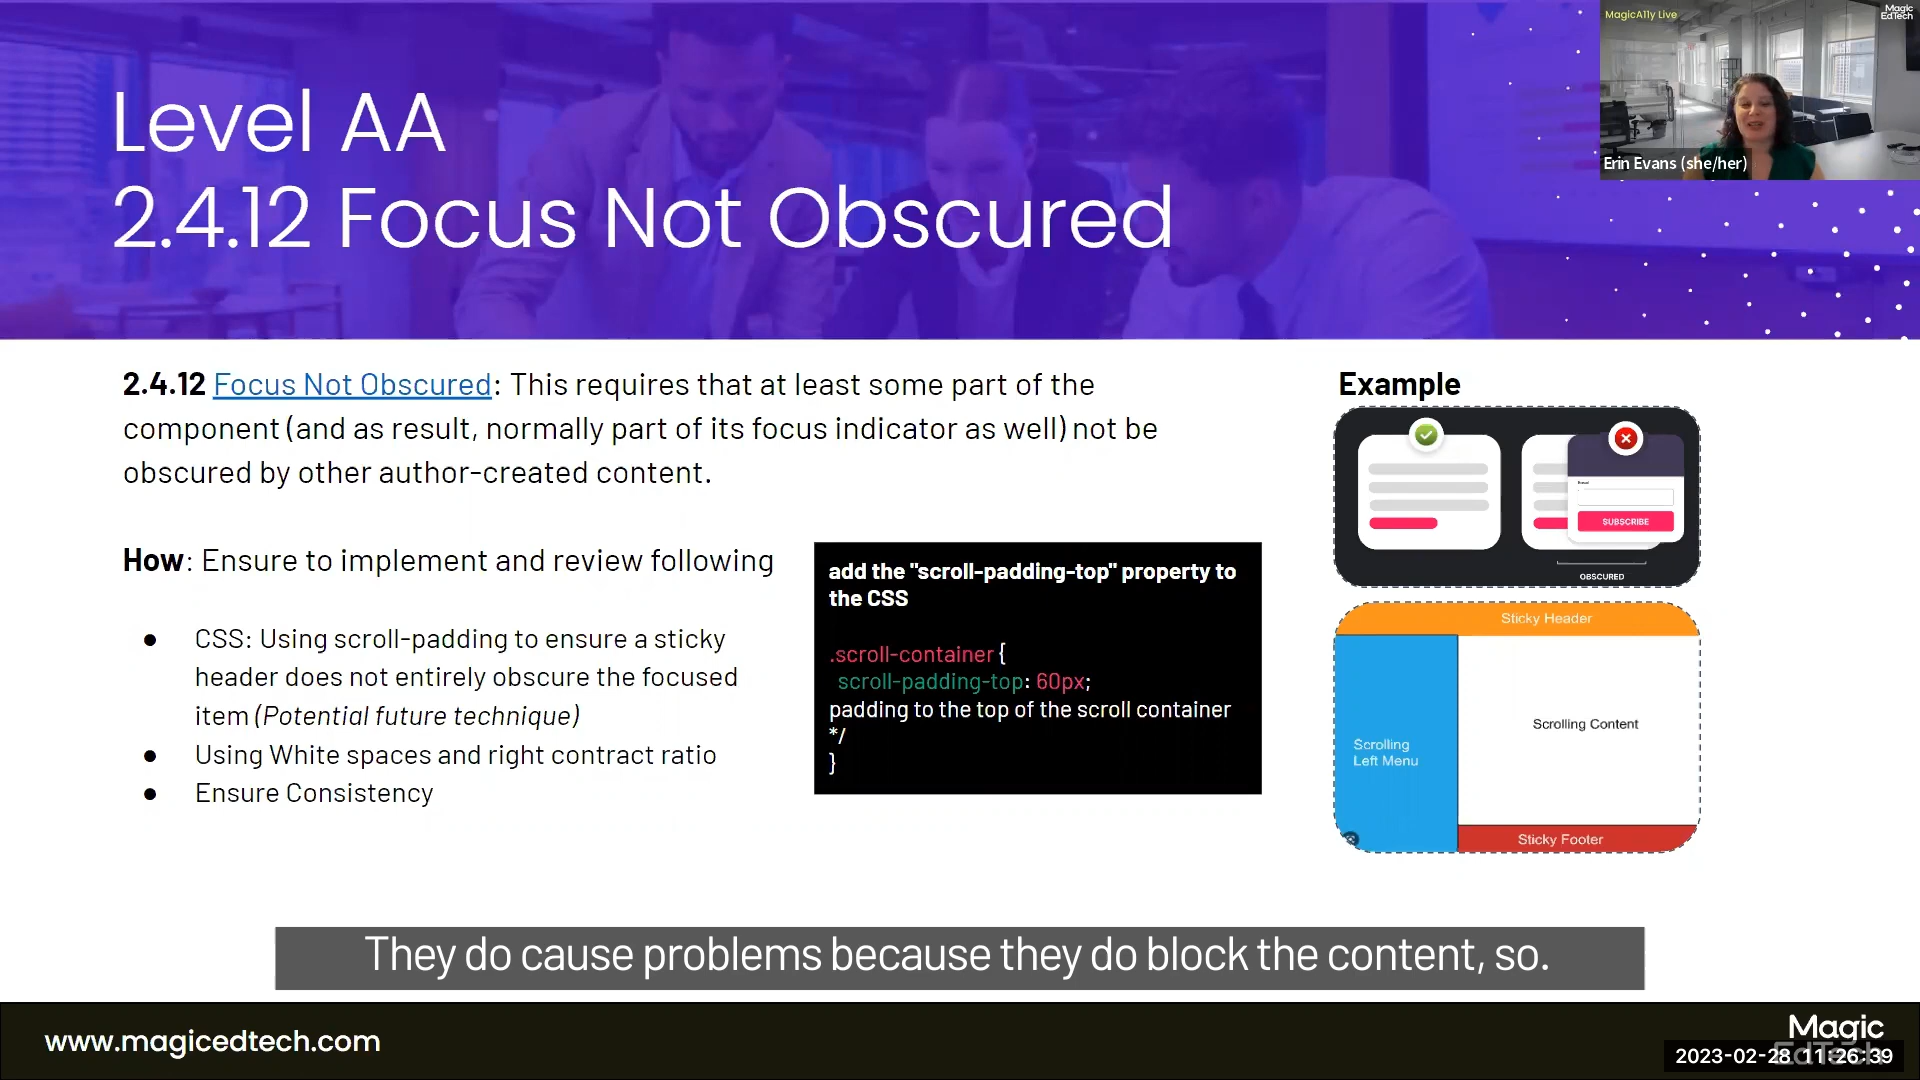 MagicA11y Live
Magic
EdTech
Level AA
2.4.12 Focus Not Obscured
Erin Evans (she/her)
2.4.12 Focus Not Obscured: This requires that at least some part of the
component (and as result, normally part of its focus indicator as well) not be
obscured by other author-created content.
How: Ensure to implement and review following
● CSS: Using scroll-padding to ensure a sticky
header does not entirely obscure the focused
item (Potential future technique)
● Using White spaces and right contract ratio
● Ensure Consistency
add the "scroll-padding-top" property to
the CSS
.scroll-container {
scroll-padding-top: 60px;
padding to the top of the scroll container
*/
}
Example
SUBSCRIBE
OBSCURED
Sticky Header
Scrolling
Left Menu
Scrolling Content
Sticky Footer
They do cause problems because they do block the content, so.
www.magicedtech.com
Magic
EdTech
2023-02-28 11:26:39